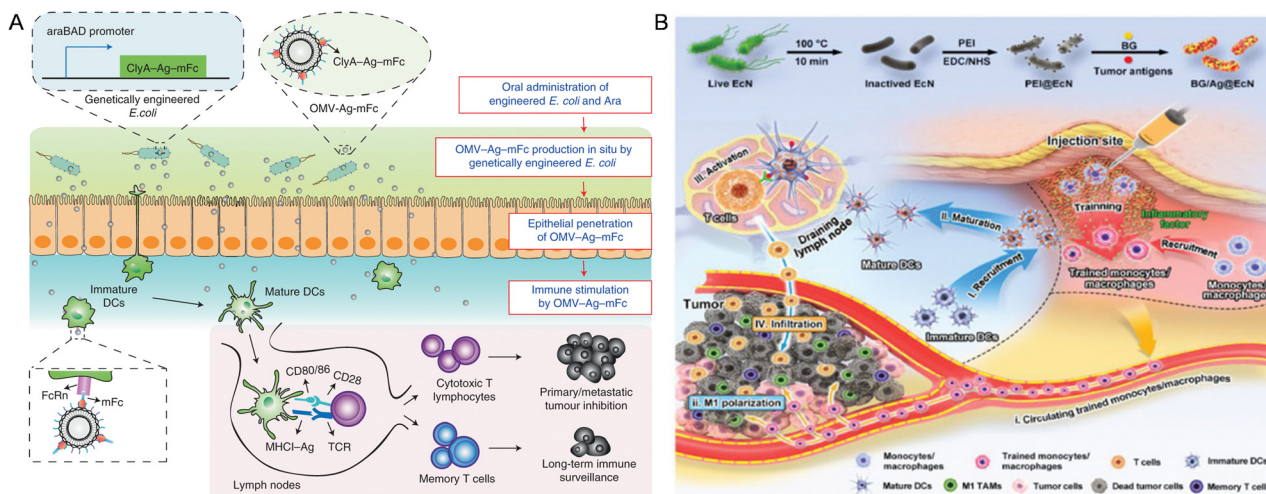 A
araBAD promoter
ClyA–Ag–mFc
Genetically engineered
E.coli
ClyA–Ag–mFc
OMV-Ag-mFc
Oral administration of
engineered E. coli and Ara
OMV–Ag–mFc production in situ by
genetically engineered E. coli
Epithelial penetration
of OMV–Ag–mFc
Immune stimulation
by OMV–Ag–mFc
Immature
DCs
Mature DCs
FcRn
mFc
CD80/86
CD28
MHCI–Ag
TCR
Lymph nodes
Cytotoxic T
lymphocytes
Memory T cells
Primary/metastatic
tumour inhibition
Long-term immune
surveillance
B
Live EcN
100 °C
10 min
Inactived EcN
PEI
EDC/NHS
PEI@EcN
BG
Tumor antigens
BG/Ag@EcN
Injection site
Trainning
Inflammatory
factor
Recruitment
Trained monocytes/
macrophages
Monocytes/
macrophages
III. Activation
T cells
Draining
lymph node
II. Maturation
Mature DCs
I. Recruitment
Immature DCs
Tumor
IV. Infiltration
ii. M1 polarization
i. Circulating trained monocytes/macrophages
Monocytes/
macrophages
Trained monocytes/
macrophages
T cells
Immature DCs
Mature DCs
M1 TAMs
Tumor cells
Dead tumor cells
Memory T cell